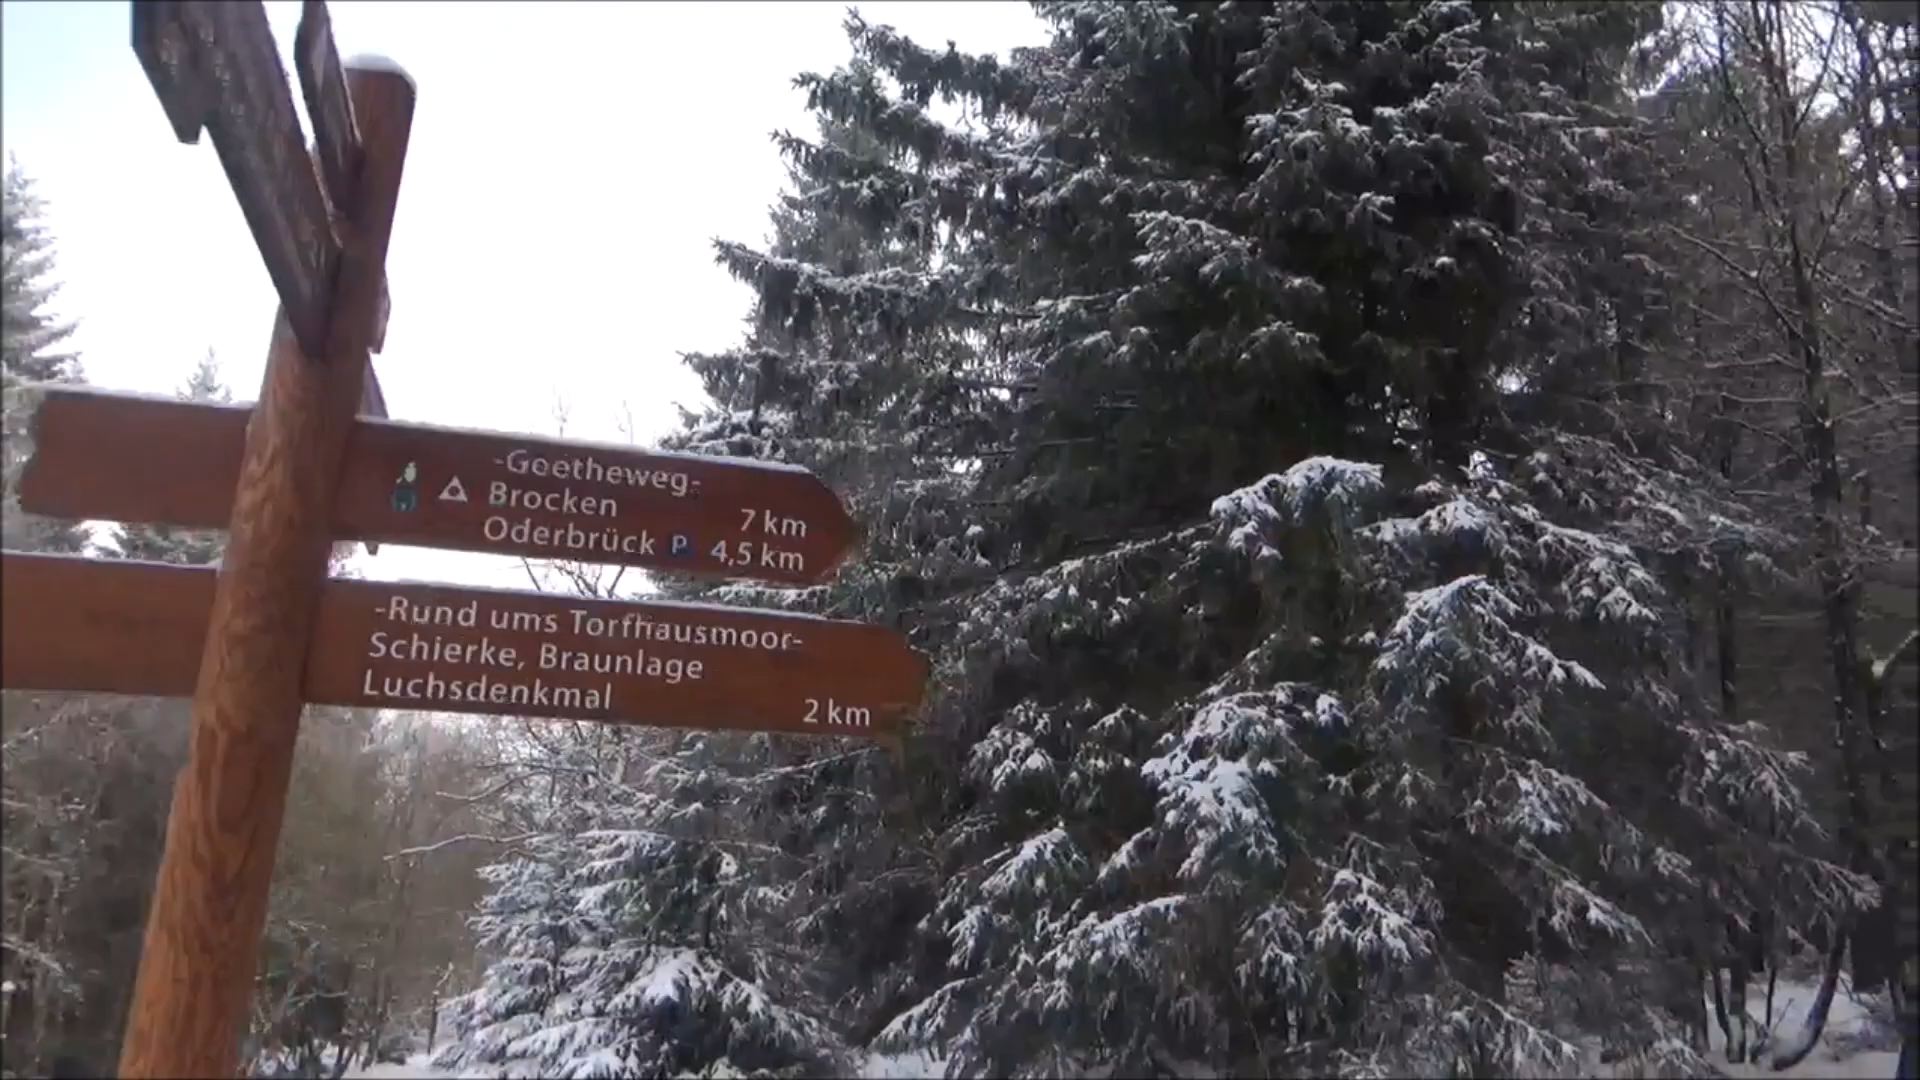 -Goetheweg-
Brocken 7 km
Oderbrück P 4,5 km
-Rund ums Torfhausmoor-
Schierke, Braunlage
Luchsdenkmal 2 km